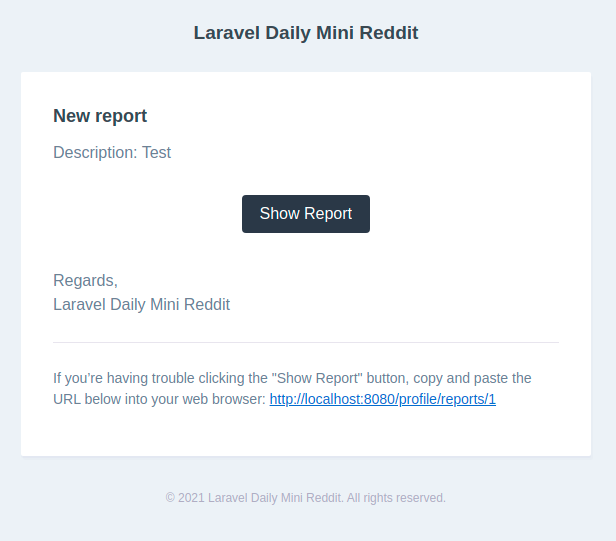 Laravel Daily Mini Reddit
New report
Description: Test
Show Report
Regards,
Laravel Daily Mini Reddit
If you're having trouble clicking the "Show Report" button, copy and paste the
URL below into your web browser: http://localhost:8080/profile/reports/1
© 2021 Laravel Daily Mini Reddit. All rights reserved.